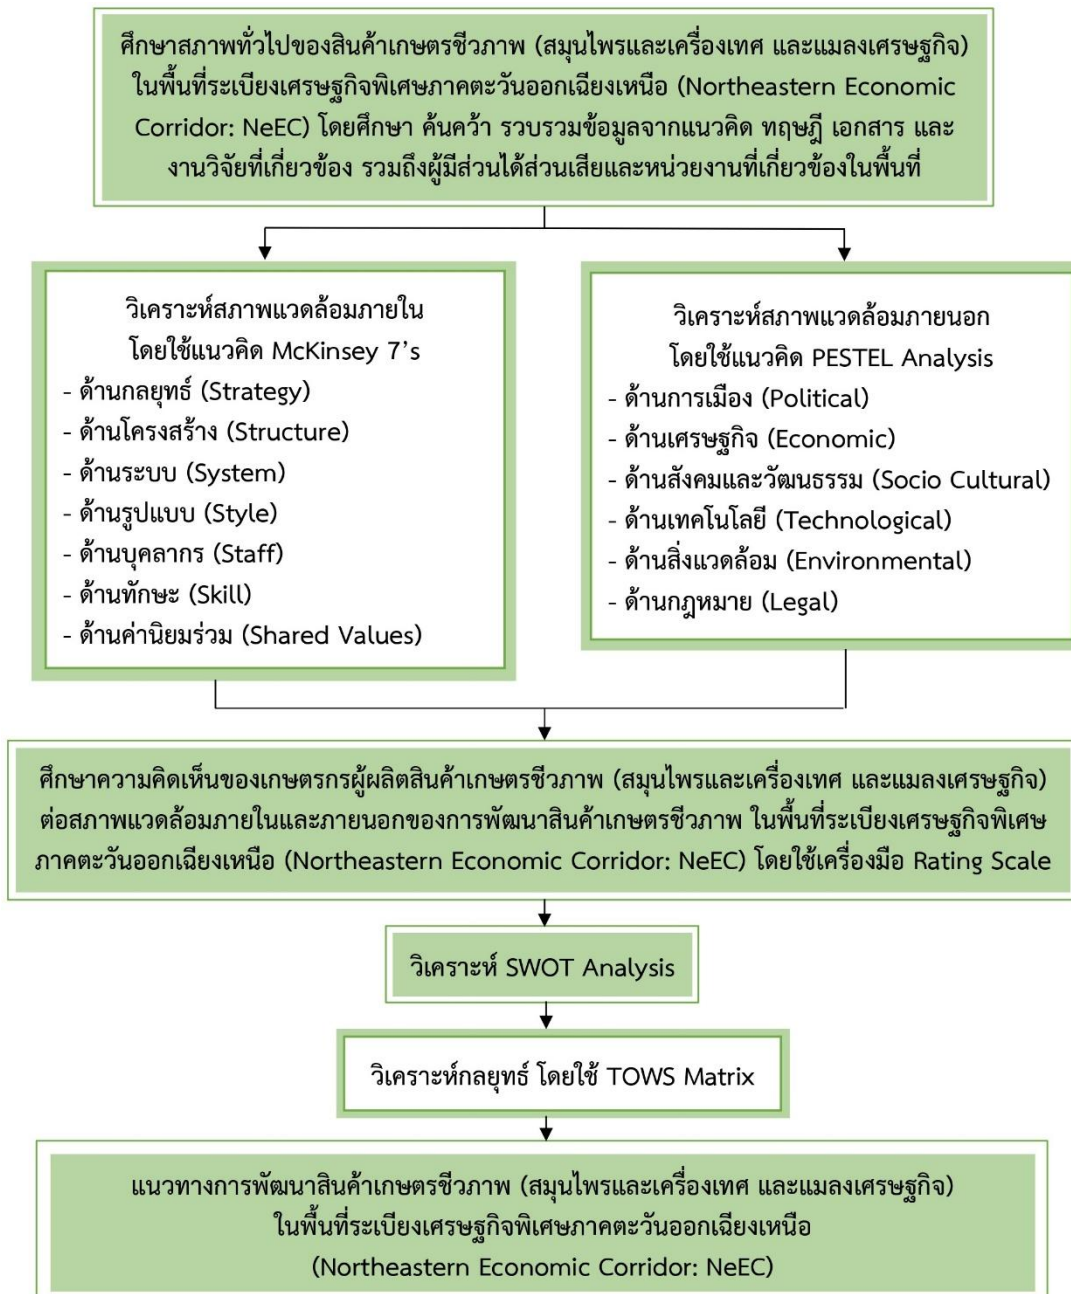 ศึกษาสภาพทั่วไปของสินค้าเกษตรชีวภาพ (สมุนไพรและเครื่องเทศ และแมลงเศรษฐกิจ)
ในพื้นที่ระเบียงเศรษฐกิจพิเศษภาคตะวันออกเฉียงเหนือ (Northeastern Economic
Corridor: NeEC) โดยศึกษา ค้นคว้า รวบรวมข้อมูลจากแนวคิด ทฤษฎี เอกสาร และ
งานวิจัยที่เกี่ยวข้อง รวมถึงผู้มีส่วนได้ส่วนเสียและหน่วยงานที่เกี่ยวข้องในพื้นที่
วิเคราะห์สภาพแวดล้อมภายใน
โดยใช้แนวคิด McKinsey 7’s
- ด้านกลยุทธ์ (Strategy)
- ด้านโครงสร้าง (Structure)
- ด้านระบบ (System)
- ด้านรูปแบบ (Style)
- ด้านบุคลากร (Staff)
- ด้านทักษะ (Skill)
- ด้านค่านิยมร่วม (Shared Values)
วิเคราะห์สภาพแวดล้อมภายนอก
โดยใช้แนวคิด PESTEL Analysis
- ด้านการเมือง (Political)
- ด้านเศรษฐกิจ (Economic)
- ด้านสังคมและวัฒนธรรม (Socio Cultural)
- ด้านเทคโนโลยี (Technological)
- ด้านสิ่งแวดล้อม (Environmental)
- ด้านกฎหมาย (Legal)
ศึกษาความคิดเห็นของเกษตรกรผู้ผลิตสินค้าเกษตรชีวภาพ (สมุนไพรและเครื่องเทศ และแมลงเศรษฐกิจ)
ต่อสภาพแวดล้อมภายในและภายนอกของการพัฒนาสินค้าเกษตรชีวภาพ ในพื้นที่ระเบียงเศรษฐกิจพิเศษ
ภาคตะวันออกเฉียงเหนือ (Northeastern Economic Corridor: NeEC) โดยใช้เครื่องมือ Rating Scale
วิเคราะห์ SWOT Analysis
วิเคราะห์กลยุทธ์ โดยใช้ TOWS Matrix
แนวทางการพัฒนาสินค้าเกษตรชีวภาพ (สมุนไพรและเครื่องเทศ และแมลงเศรษฐกิจ)
ในพื้นที่ระเบียงเศรษฐกิจพิเศษภาคตะวันออกเฉียงเหนือ
(Northeastern Economic Corridor: NeEC)